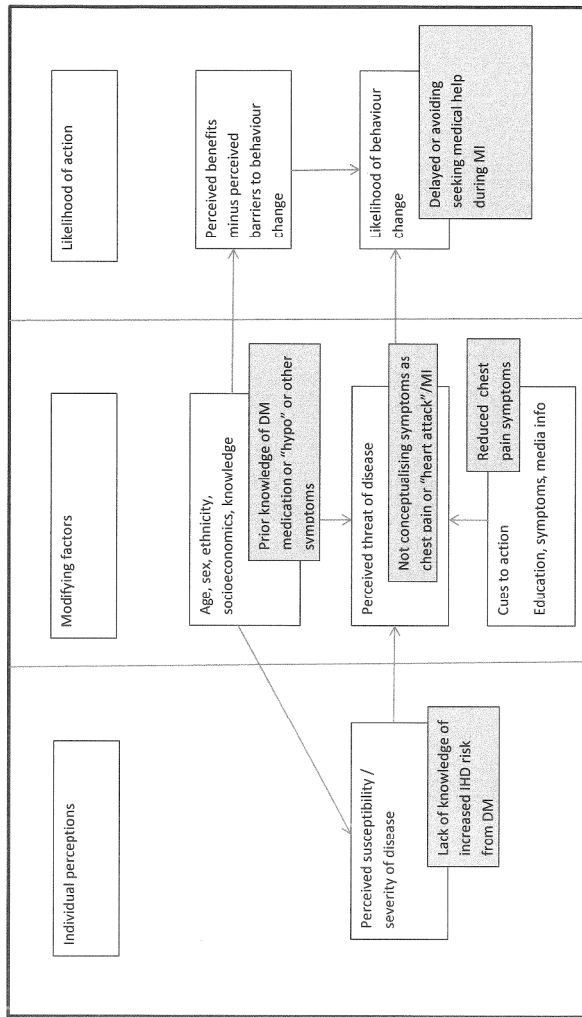 Individual perceptions
Modifying factors
Likelihood of action
Age, sex, ethnicity,
socioeconomics, knowledge
Prior knowledge of DM
medication or “hypo” or other
symptoms
Perceived benefits
minus perceived
barriers to behaviour
change
Perceived susceptibility /
severity of disease
Lack of knowledge of
increased IHD risk
from DM
Perceived threat of disease
Not conceptualising symptoms as
chest pain or “heart attack”/MI
Likelihood of behaviour
change
Delayed or avoiding
seeking medical help
during MI
Cues to action
Education, symptoms, media info
Reduced chest
pain symptoms